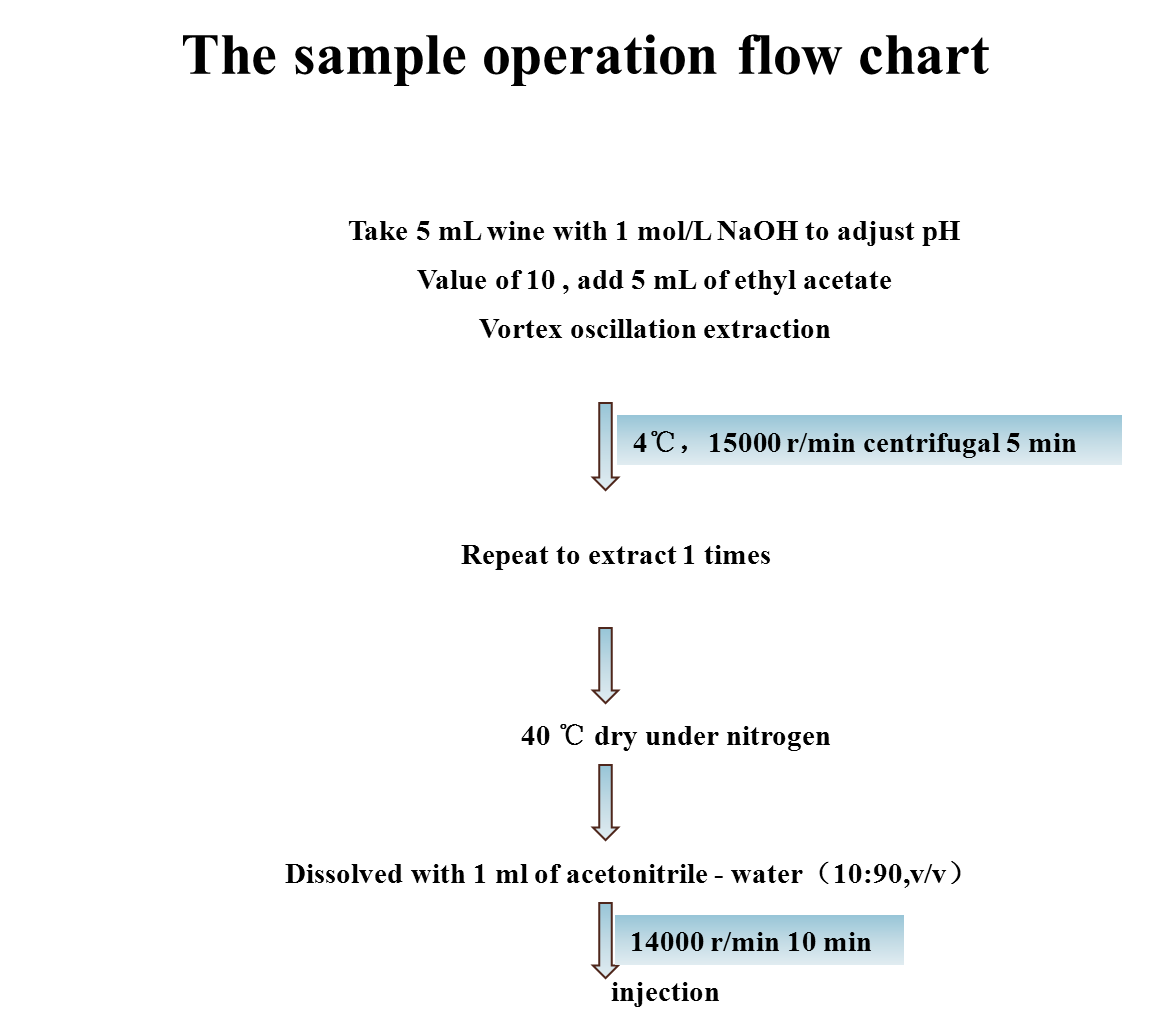 The sample operation flow chart
Take 5 mL wine with 1 mol/L NaOH to adjust pH
Value of 10 , add 5 mL of ethyl acetate
Vortex oscillation extraction
4℃，15000 r/min centrifugal 5 min
Repeat to extract 1 times
40 ℃ dry under nitrogen
Dissolved with 1 ml of acetonitrile - water（10:90,v/v）
14000 r/min 10 min
injection